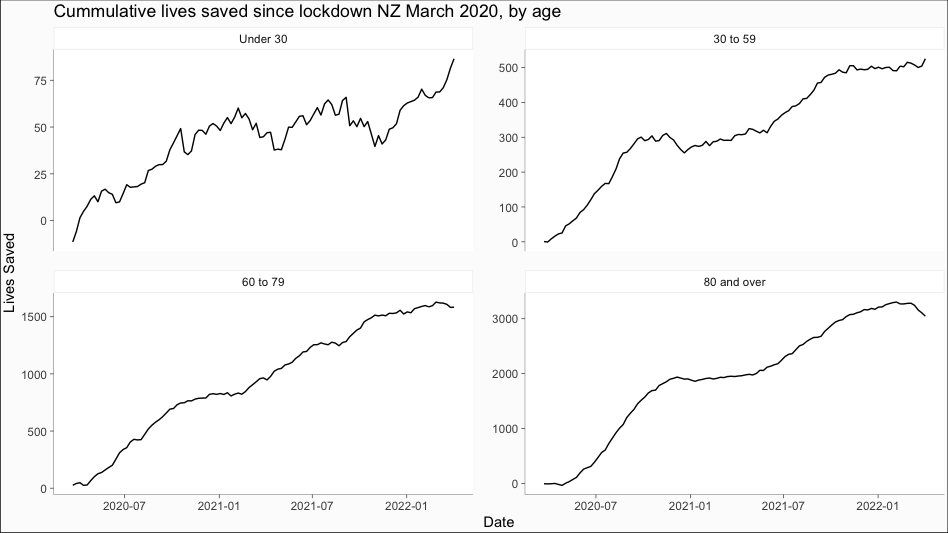 Cummulative lives saved since lockdown NZ March 2020, by age
Under 30
30 to 59
75
50
25
0
500
400
300
200
100
0
Lives Saved
60 to 79
80 and over
1500
1000
500
0
3000
2000
1000
0
2020-07 2021-01 2021-07 2022-01
2020-07 2021-01 2021-07 2022-01
Date